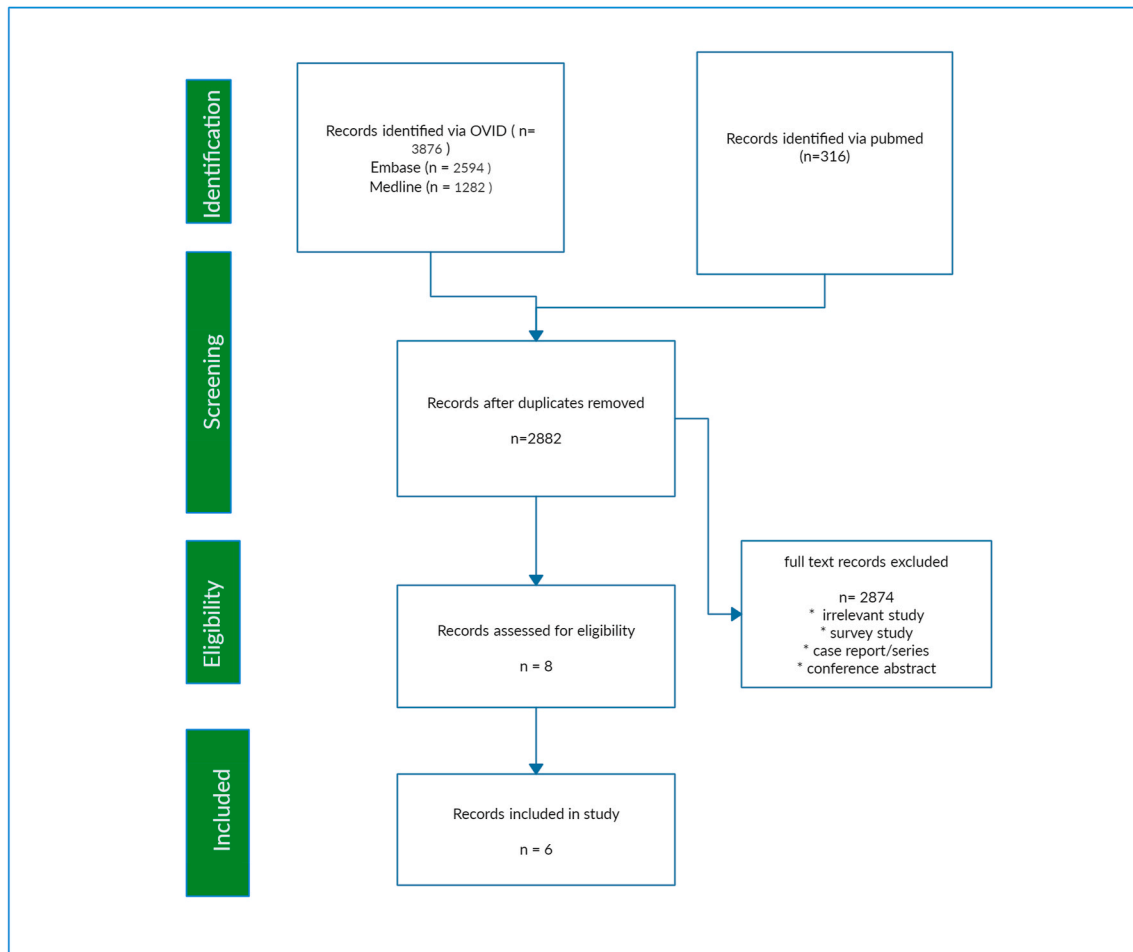 Identification
Records identified via OVID ( n=
3876 )
Embase (n = 2594 )
Medline (n = 1282 )
Records identified via pubmed
(n=316)
Screening
Records after duplicates removed
n=2882
Eligibility
Records assessed for eligibility
n = 8
full text records excluded
n= 2874
* irrelevant study
* survey study
* case report/series
* conference abstract
Included
Records included in study
n = 6